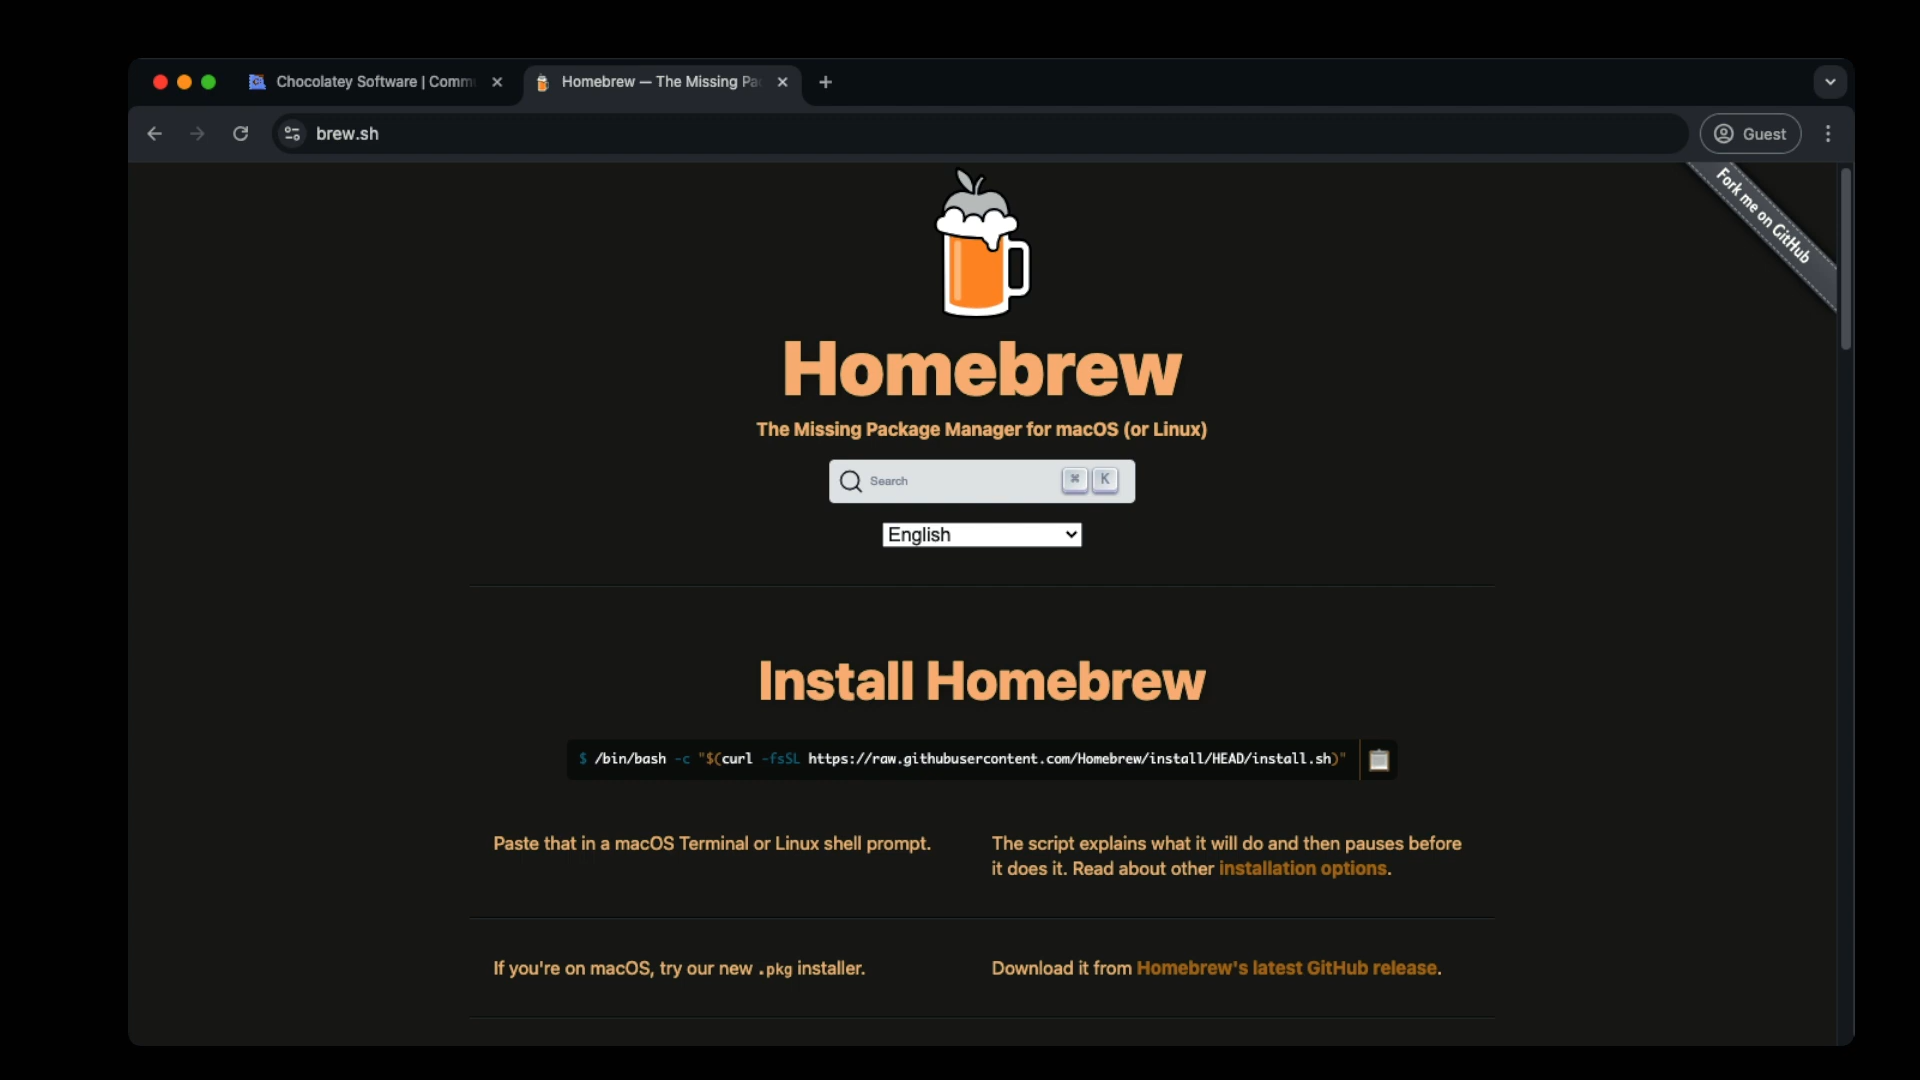 Chocolatey Software | Comm
Homebrew — The Missing Pac
brew.sh
Guest
Fork me on GitHub
Homebrew
The Missing Package Manager for macOS (or Linux)
Search ⌘ K
English
Install Homebrew
$ /bin/bash -c "$(curl -fsSL https://raw.githubusercontent.com/Homebrew/install/HEAD/install.sh)"
Paste that in a macOS Terminal or Linux shell prompt.
The script explains what it will do and then pauses before
it does it. Read about other installation options.
If you're on macOS, try our new .pkg installer.
Download it from Homebrew's latest GitHub release.